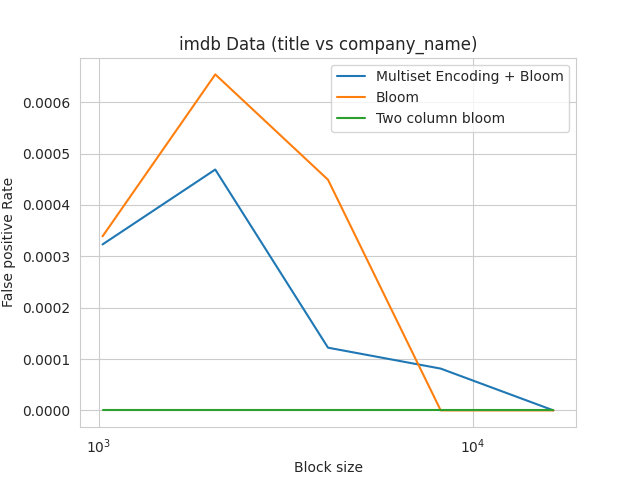 imdb Data (title vs company_name)
Multiset Encoding + Bloom
Bloom
Two column bloom
False positive Rate
0.0006
0.0005
0.0004
0.0003
0.0002
0.0001
0.0000
10³
10⁴
Block size